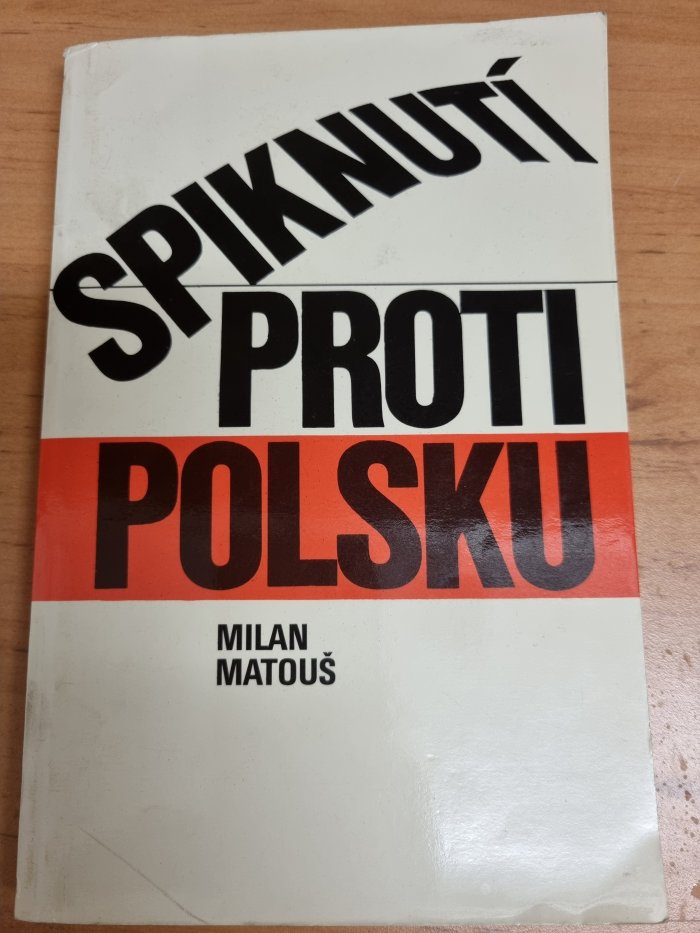 SPIKNUTÍ
PROTI
POLSKU
MILAN
MATOUŠ